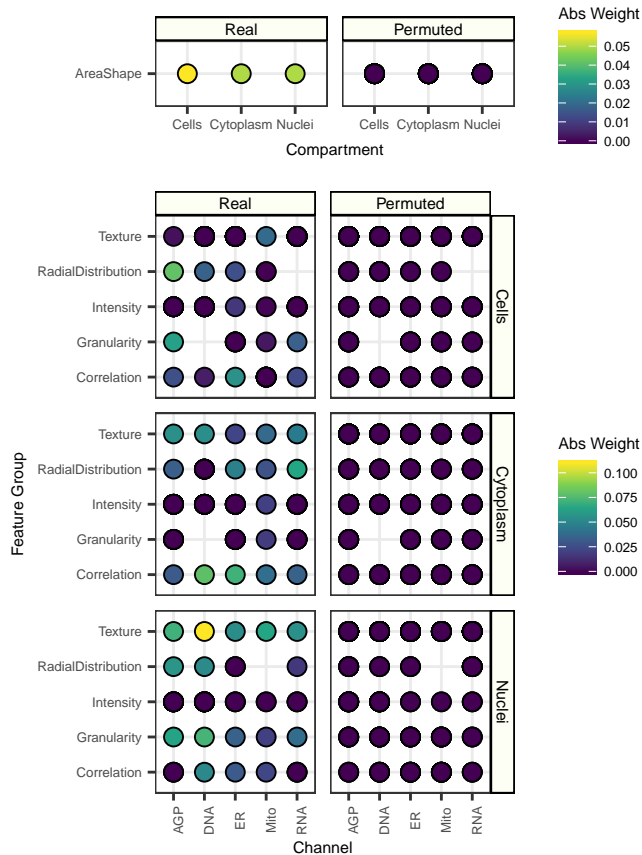 Real Permuted
AreaShape
Cells Cytoplasm Nuclei Cells Cytoplasm Nuclei
Compartment
Abs Weight
0.05
0.04
0.03
0.02
0.01
0.00
Real Permuted
Feature Group
Texture
RadialDistribution
Intensity
Granularity
Correlation
Cells
Texture
RadialDistribution
Intensity
Granularity
Correlation
Cytoplasm
Texture
RadialDistribution
Intensity
Granularity
Correlation
Nuclei
AGP DNA ER Mito RNA AGP DNA ER Mito RNA
Channel
Abs Weight
0.100
0.075
0.050
0.025
0.000